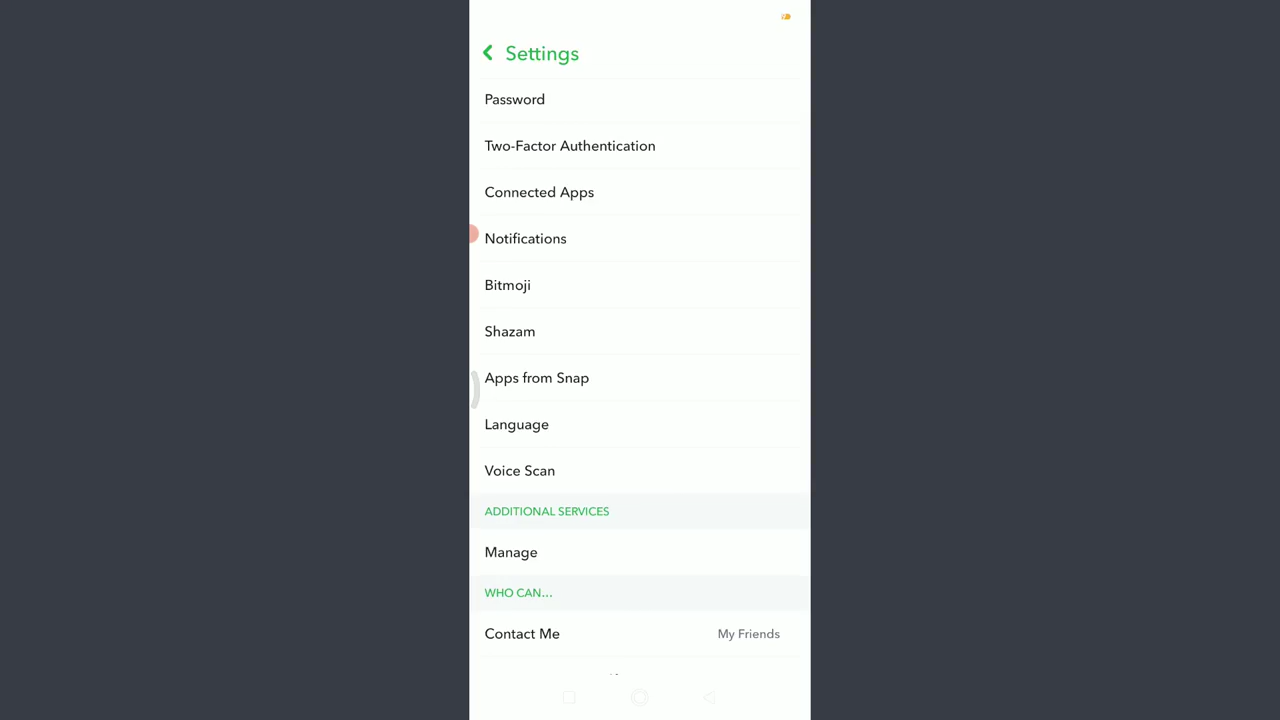 Settings
Password
Two-Factor Authentication
Connected Apps
Notifications
Bitmoji
Shazam
Apps from Snap
Language
Voice Scan
ADDITIONAL SERVICES
Manage
WHO CAN...
Contact Me My Friends